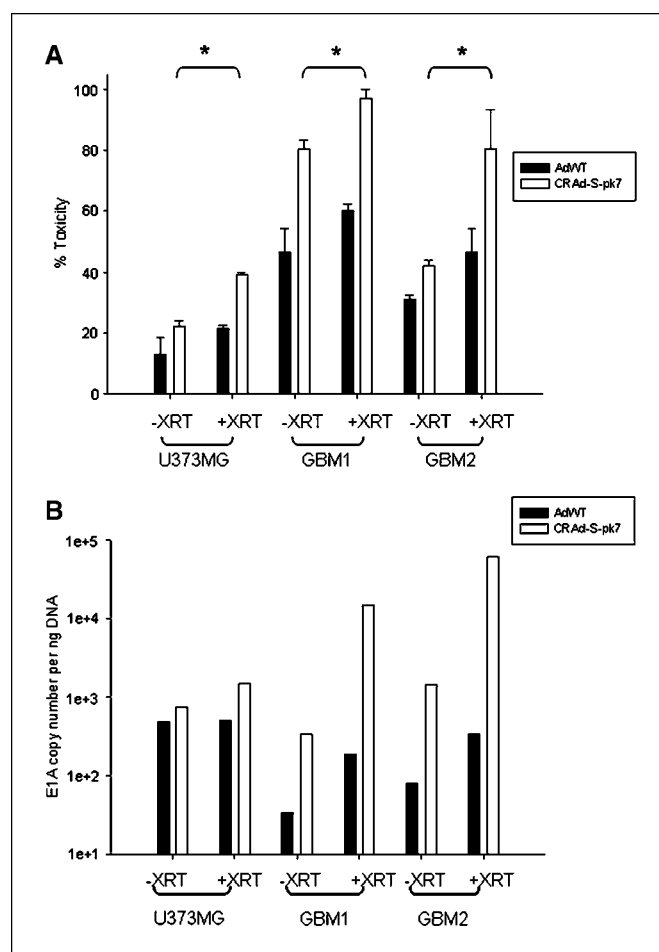 A
* * *
% Toxicity
100
80
60
40
20
0
AdWT
CRAd-S-pk7
-XRT +XRT -XRT +XRT -XRT +XRT
U373MG GBM1 GBM2
B
AdWT
CRAd-S-pk7
E1A copy number per ng DNA
1e+5
1e+4
1e+3
1e+2
1e+1
-XRT +XRT -XRT +XRT -XRT +XRT
U373MG GBM1 GBM2